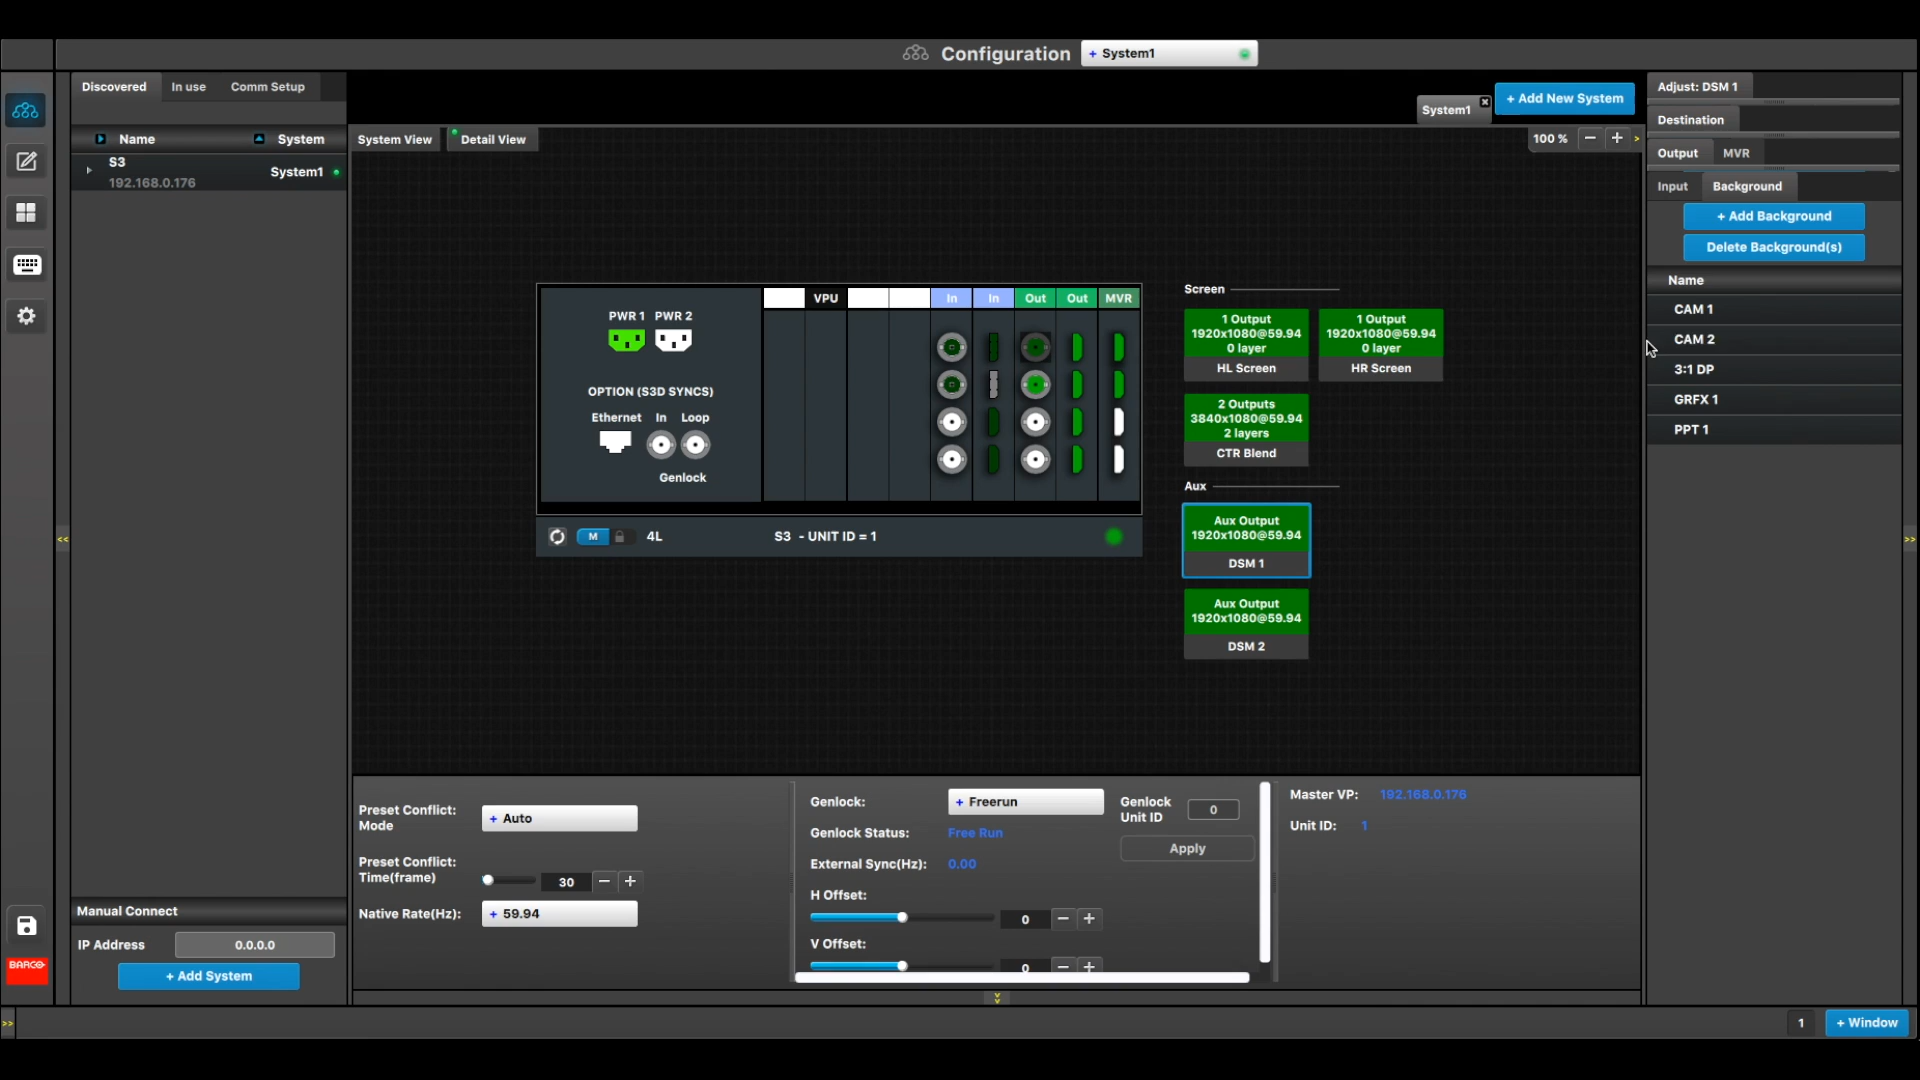 Configuration
+ System1
Discovered
In use
Comm Setup
Name
System
S3
192.168.0.176
System1
System View
Detail View
System1
+ Add New System
100 %
PWR 1 PWR 2
OPTION (S3D SYNCS)
Ethernet In Loop
Genlock
VPU
In
In
Out
Out
MVR
M
4L
S3 - UNIT ID = 1
Screen
1 Output
1920x1080@59.94
0 layer
HL Screen
1 Output
1920x1080@59.94
0 layer
HR Screen
2 Outputs
3840x1080@59.94
2 layers
CTR Blend
Aux
Aux Output
1920x1080@59.94
DSM 1
Aux Output
1920x1080@59.94
DSM 2
Adjust: DSM 1
Destination
Output
MVR
Input
Background
+ Add Background
Delete Background(s)
Name
CAM 1
CAM 2
3:1 DP
GRFX 1
PPT 1
Manual Connect
IP Address
0.0.0.0
+ Add System
BARCO
Preset Conflict:
Mode
+ Auto
Preset Conflict:
Time(frame)
30
Native Rate(Hz):
+ 59.94
Genlock:
+ Freerun
Genlock
Unit ID
0
Genlock Status:
Free Run
Apply
External Sync(Hz):
0.00
H Offset:
0
V Offset:
0
Master VP:
192.168.0.176
Unit ID:
1
1
+ Window